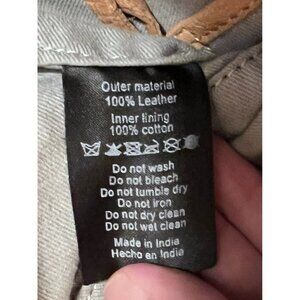 Outer material
100% Leather
Inner lining
100% cotton
Do not wash
Do not bleach
Do not tumble dry
Do not iron
Do not dry clean
Do not wet clean
Made in India
Hecho en India